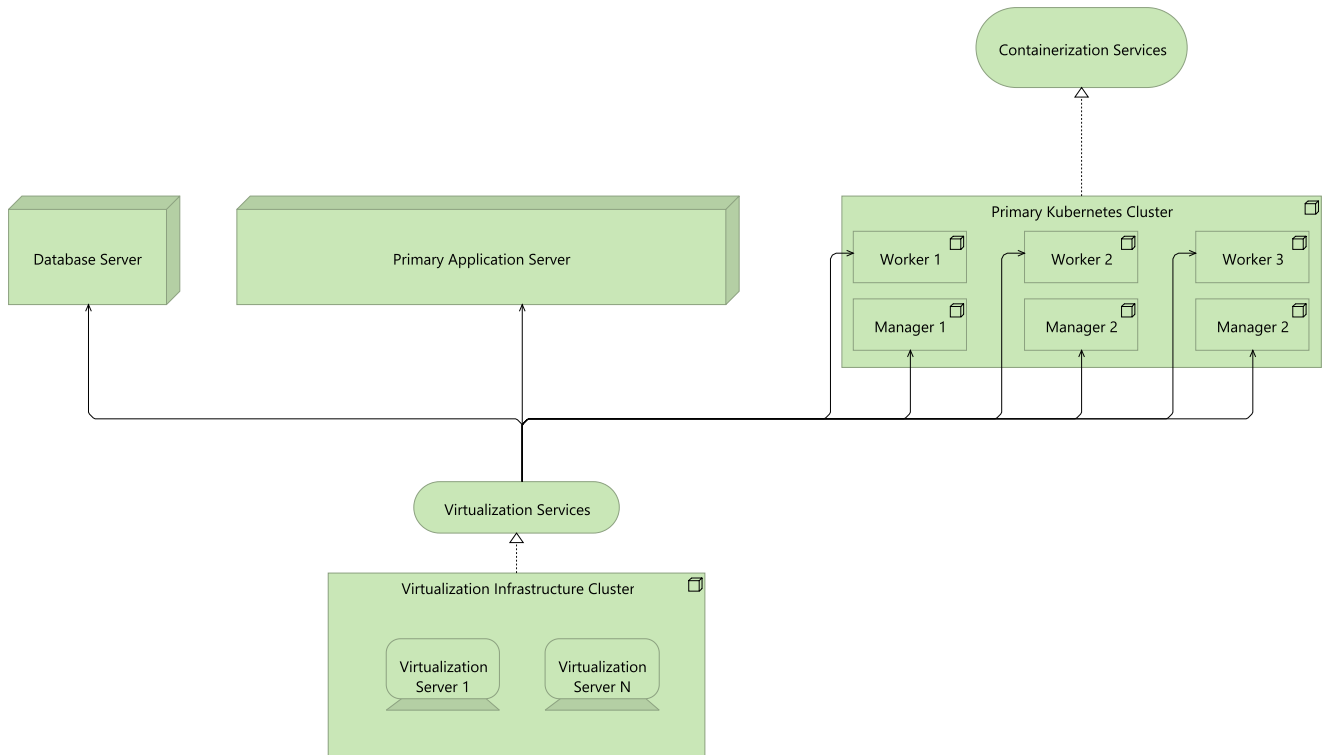 Containerization Services
Primary Kubernetes Cluster
Database Server
Primary Application Server
Worker 1
Worker 2
Worker 3
Manager 1
Manager 2
Manager 2
Virtualization Services
Virtualization Infrastructure Cluster
Virtualization
Server 1
Virtualization
Server N